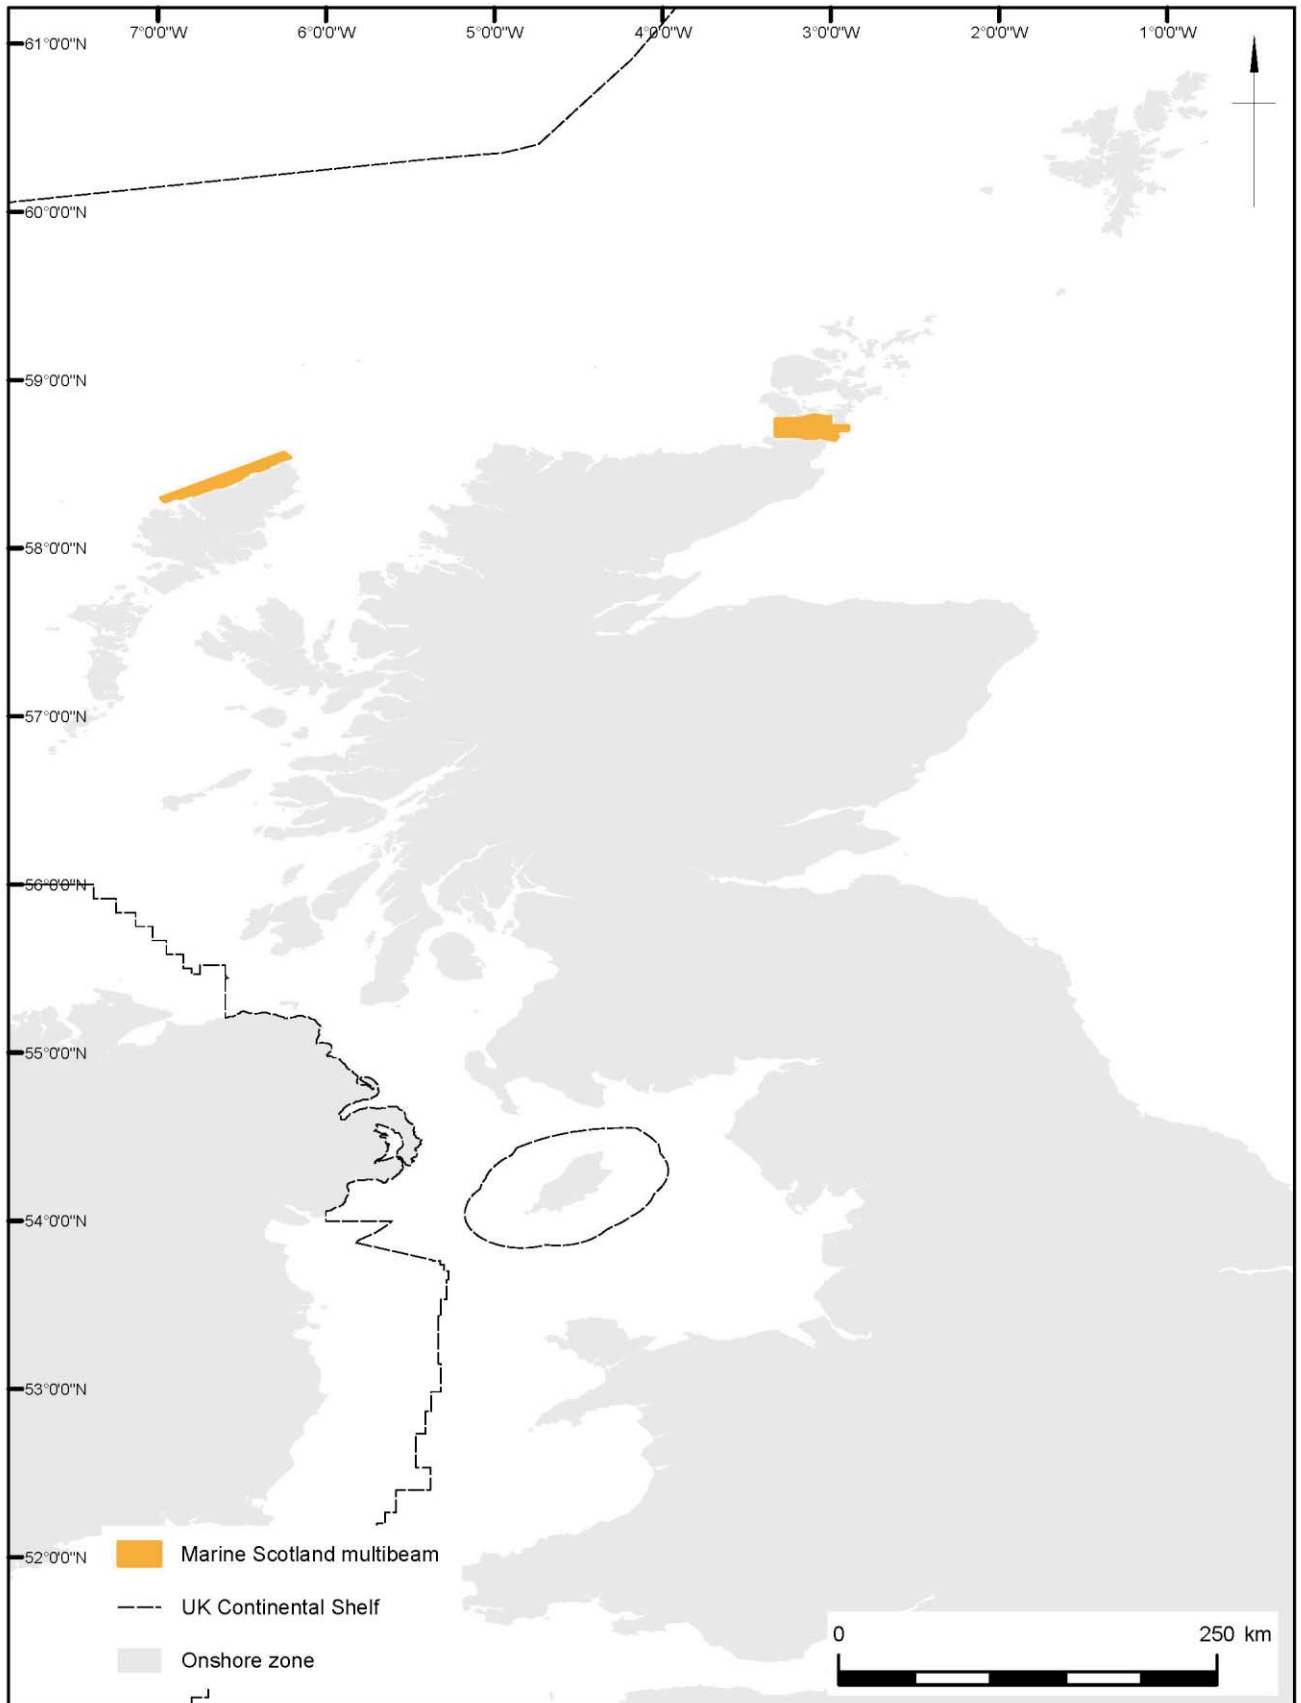 7°0'0"W 6°0'0"W 5°0'0"W 4°0'0"W 3°0'0"W 2°0'0"W 1°0'0"W
61°0'0"N
60°0'0"N
59°0'0"N
58°0'0"N
57°0'0"N
56°0'0"N
55°0'0"N
54°0'0"N
53°0'0"N
52°0'0"N
Marine Scotland multibeam
UK Continental Shelf
Onshore zone
0 250 km